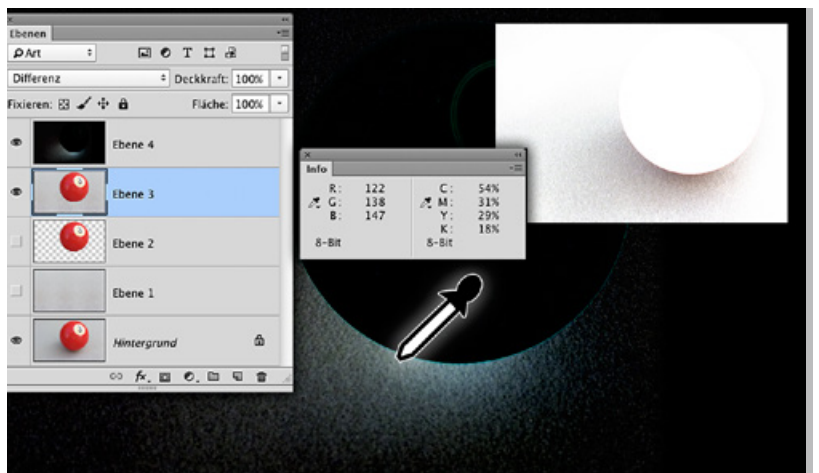 Ebenen
Art
Differenz Deckkraft: 100%
Fixieren: Fläche: 100%
Ebene 4
Ebene 3
Ebene 2
Ebene 1
Hintergrund
fx
Info
R: 122 C: 54%
G: 138 M: 31%
B: 147 Y: 29%
K: 18%
8-Bit 8-Bit